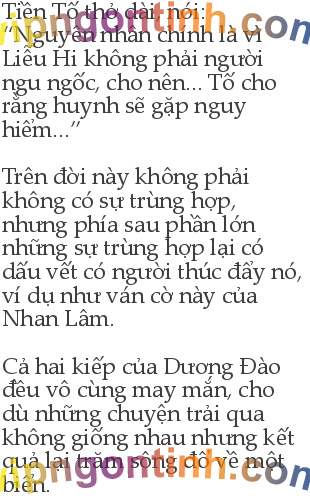 Tiền Tố thở dài, nói:
“Nguyên nhân chính là vì
Liễu Hi không phải người
ngu ngốc, cho nên... Tố cho
rằng huynh sẽ gặp nguy
hiểm...”
Trên đời này không phải
không có sự trùng hợp,
nhưng phía sau phần lớn
những sự trùng hợp lại có
dấu vết có người thúc đẩy nó,
ví dụ như ván cờ này của
Nhan Lâm.
Cả hai kiếp của Dương Đào
đều vô cùng may mắn, cho
dù những chuyện trải qua
không giống nhau nhưng kết
quả lại trăm sông đổ về một
biển.